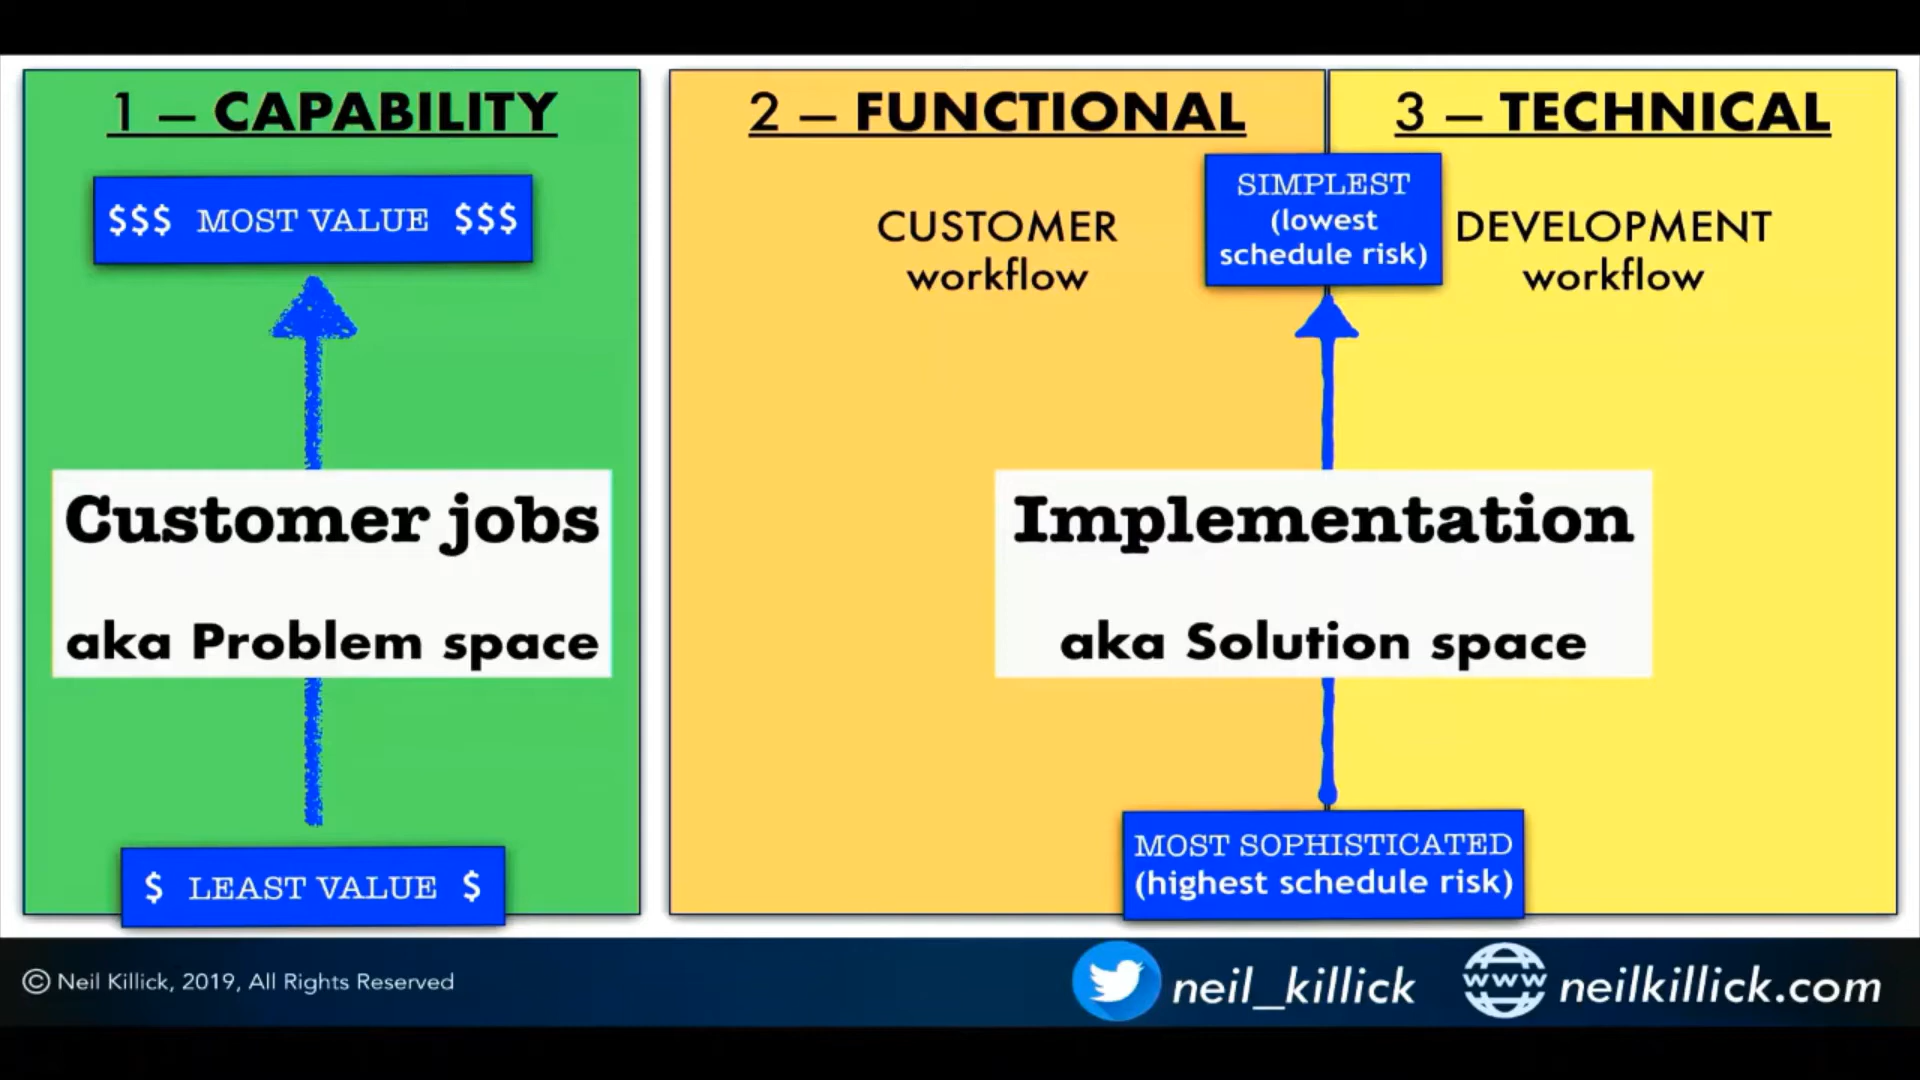 1 — CAPABILITY
$$$ MOST VALUE $$$
Customer jobs
aka Problem space
$ LEAST VALUE $
2 — FUNCTIONAL
CUSTOMER
workflow
3 — TECHNICAL
DEVELOPMENT
workflow
SIMPLEST
(lowest
schedule risk)
Implementation
aka Solution space
MOST SOPHISTICATED
(highest schedule risk)
© Neil Killick, 2019, All Rights Reserved
neil_killick
www
neilkillick.com